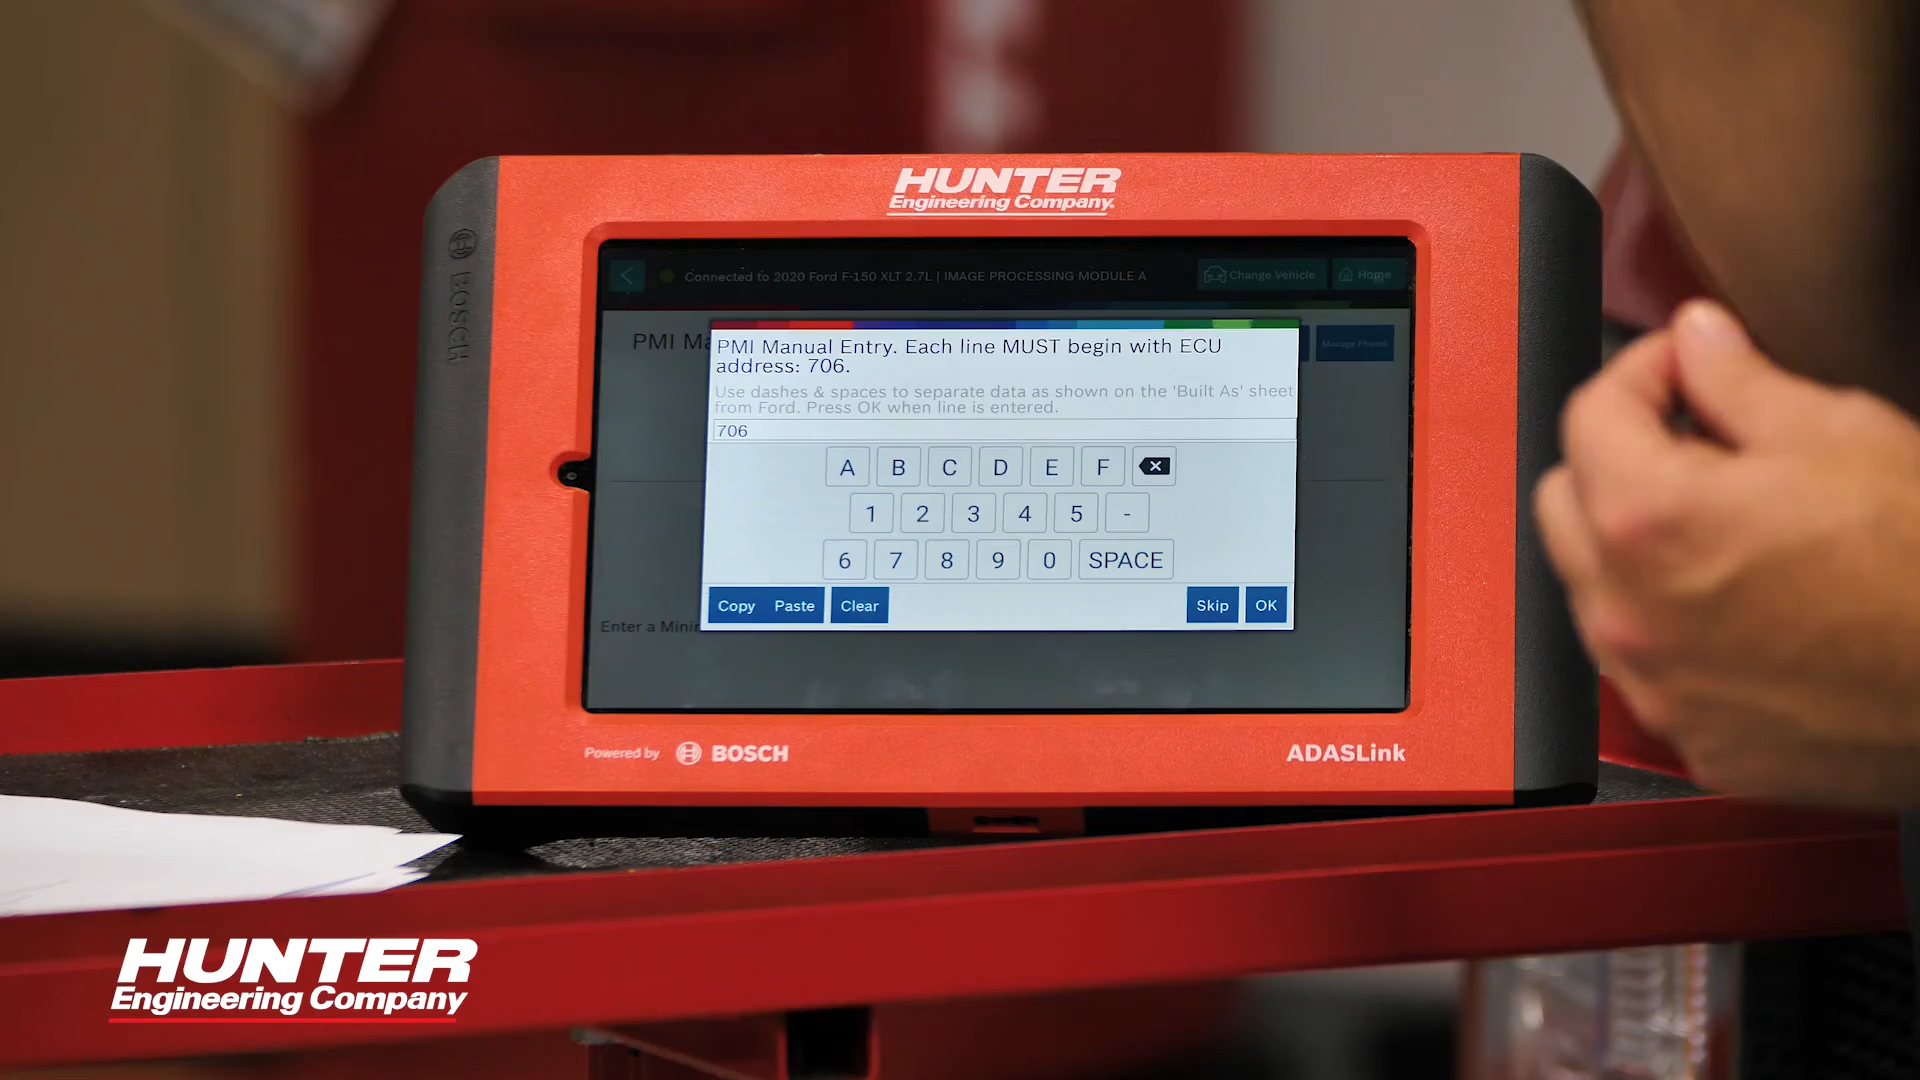 HUNTER
Engineering Company
BOSCH
Connected to 2020 Ford F-150 XLT 2.7L | IMAGE PROCESSING MODULE A
Change Vehicle
Home
PMI Ma
Manage Photo
PMI Manual Entry. Each line MUST begin with ECU
address: 706.
Use dashes & spaces to separate data as shown on the 'Built As' sheet
from Ford. Press OK when line is entered.
706
A B C D E F
1 2 3 4 5 -
6 7 8 9 0 SPACE
Copy Paste Clear Skip OK
Enter a Mini
Powered by BOSCH
ADASLink
HUNTER
Engineering Company